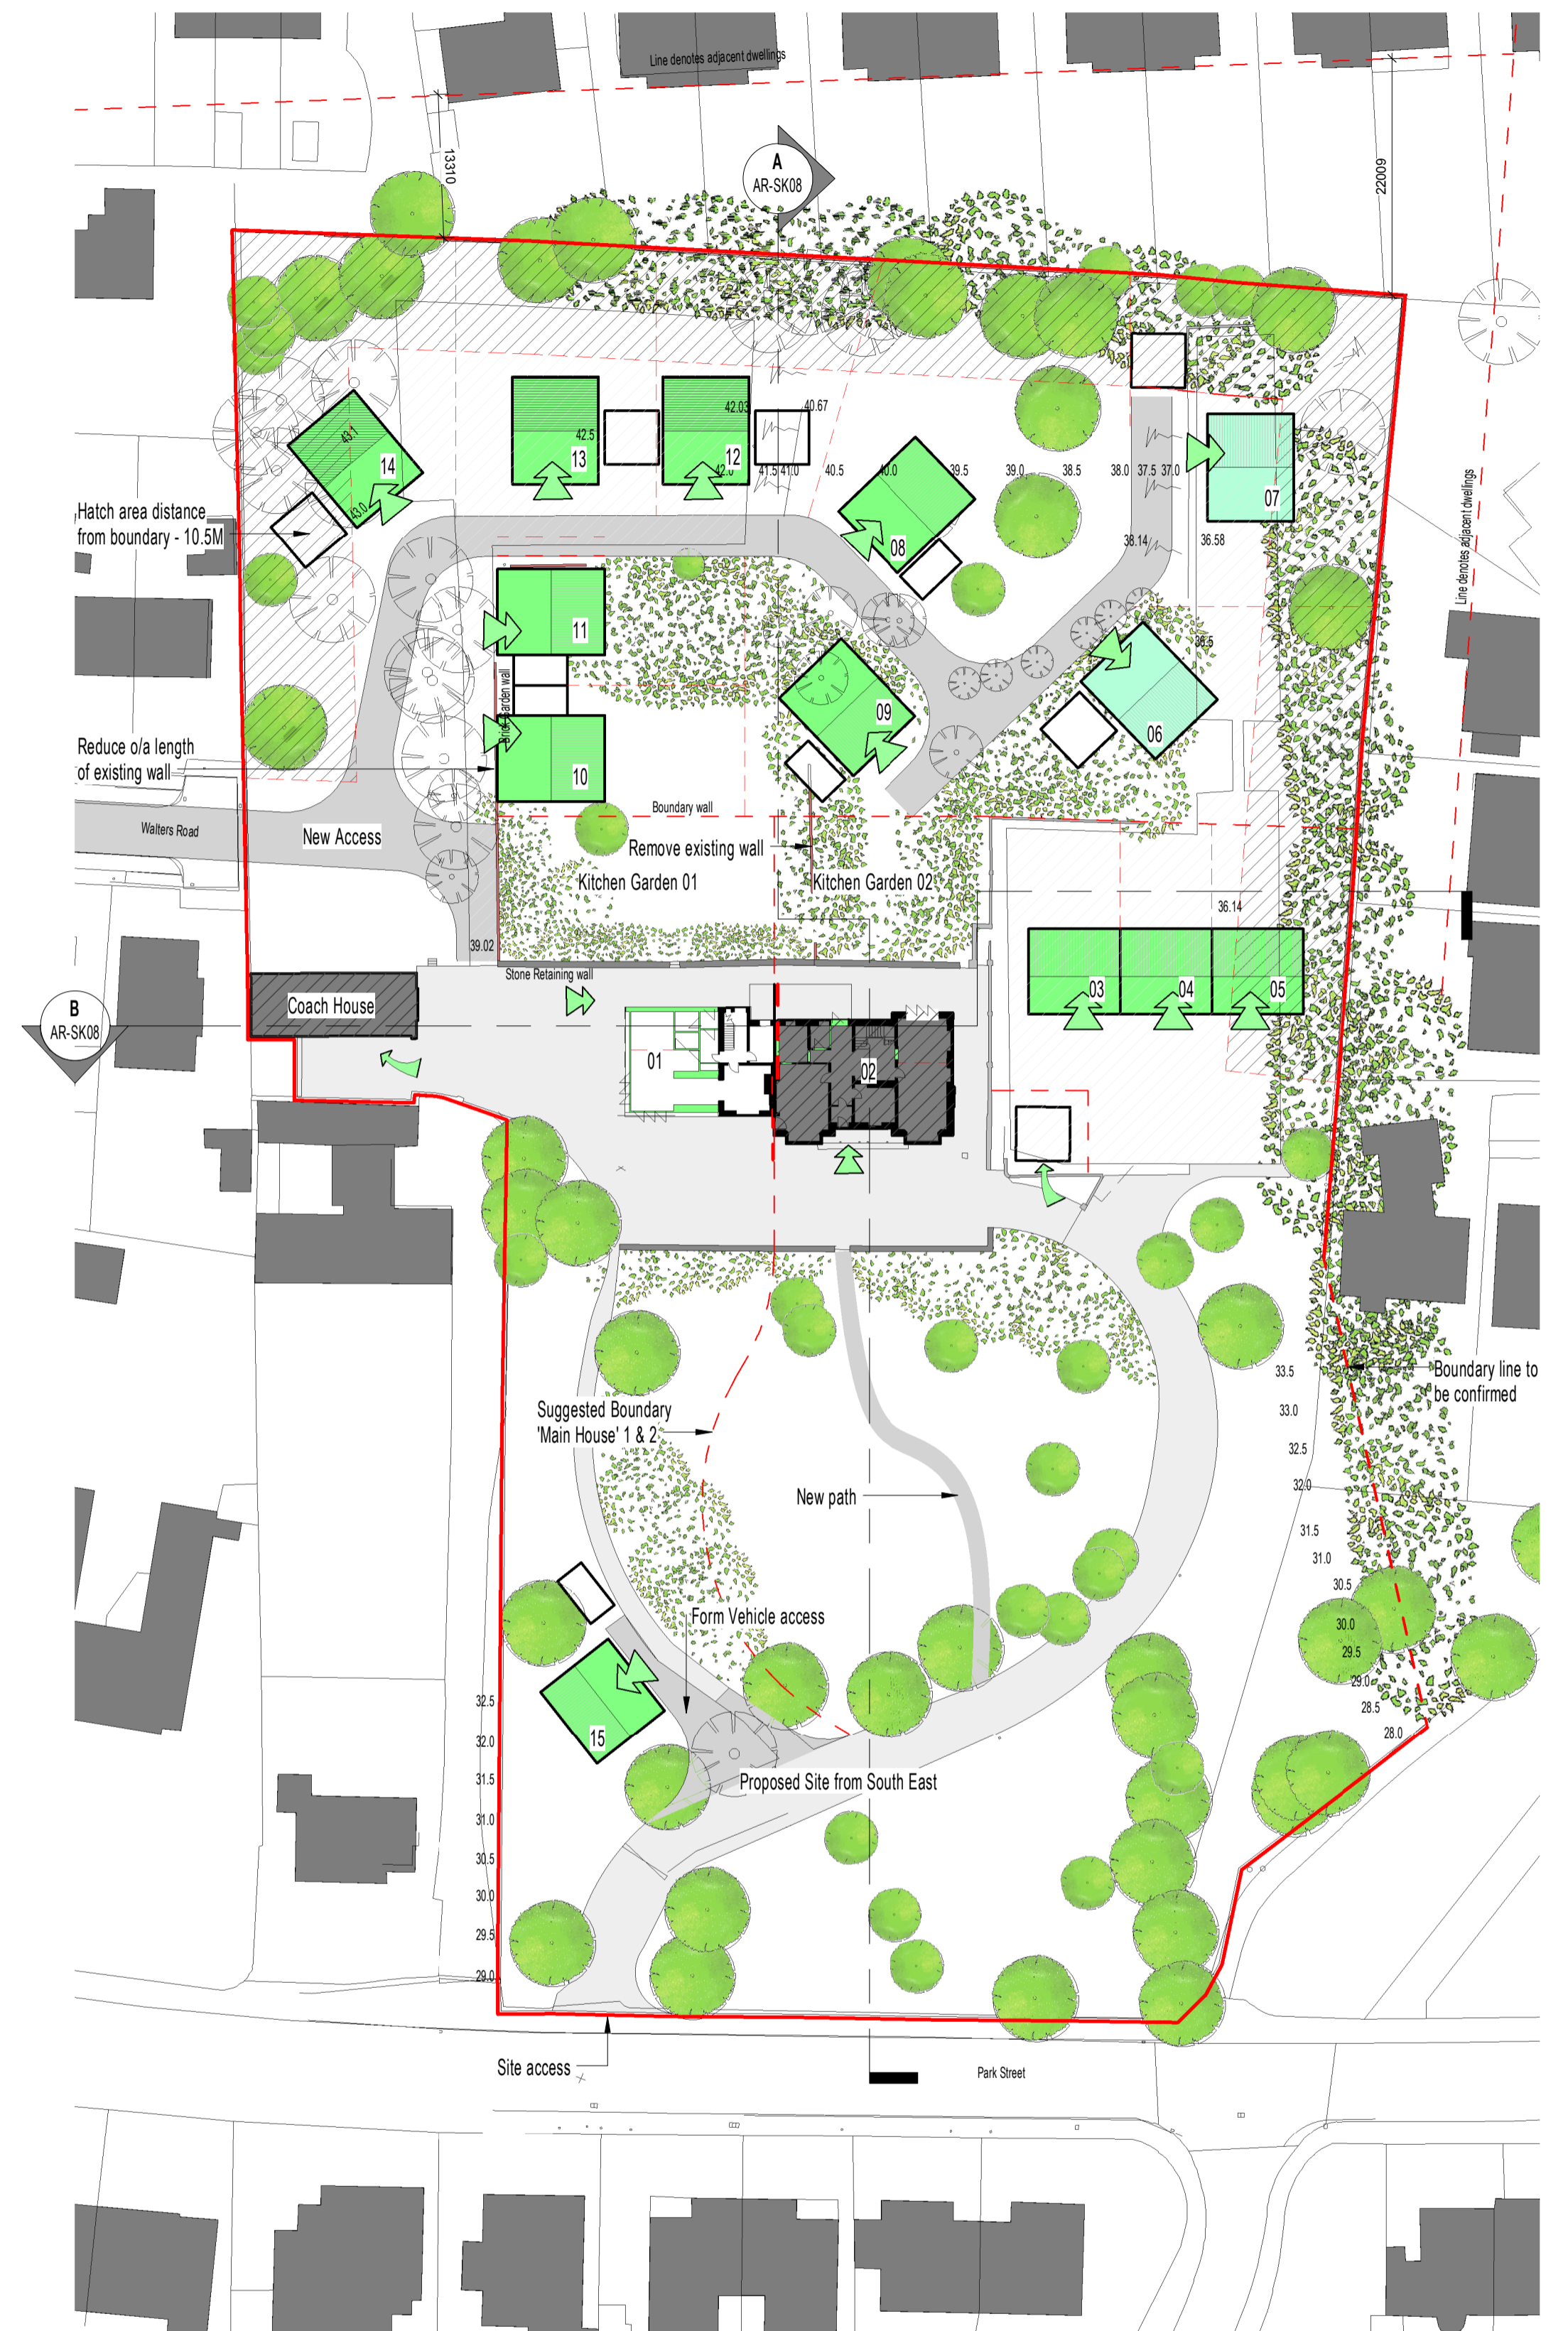 Line denotes adjacent dwellings
13310
A
AR-SK08
22009
42.03
40.67
43.1
14
13
42.5
12
42.0
41.5
41.0
40.5
40.0
39.5
39.0
38.5
38.0
37.5
37.0
07
Line denotes adjacent dwellings
Hatch area distance
from boundary - 10.5M
43.0
08
38.14
36.58
11
Brick Garden wall
09
06
Reduce o/a length
of existing wall
10
Boundary wall
Walters Road
New Access
Remove existing wall
Kitchen Garden 01
Kitchen Garden 02
36.14
39.02
Stone Retaining wall
Coach House
03
04
05
B
AR-SK08
01
02
Boundary line to
be confirmed
33.5
33.0
32.5
32.0
31.5
31.0
30.5
30.0
29.5
29.0
28.5
28.0
Suggested Boundary
'Main House' 1 & 2
New path
Form Vehicle access
15
Proposed Site from South East
32.5
32.0
31.5
31.0
30.5
30.0
29.5
29.0
Site access
Park Street